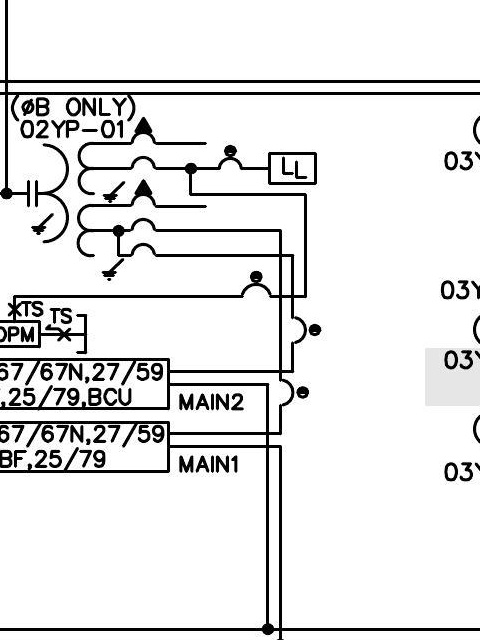 (ØB ONLY)
02YP-01
LL
03Y
03Y
TS
TS
DPM
03Y
67/67N,27/59
,25/79,BCU
MAIN2
67/67N,27/59
BF,25/79
MAIN1
03Y